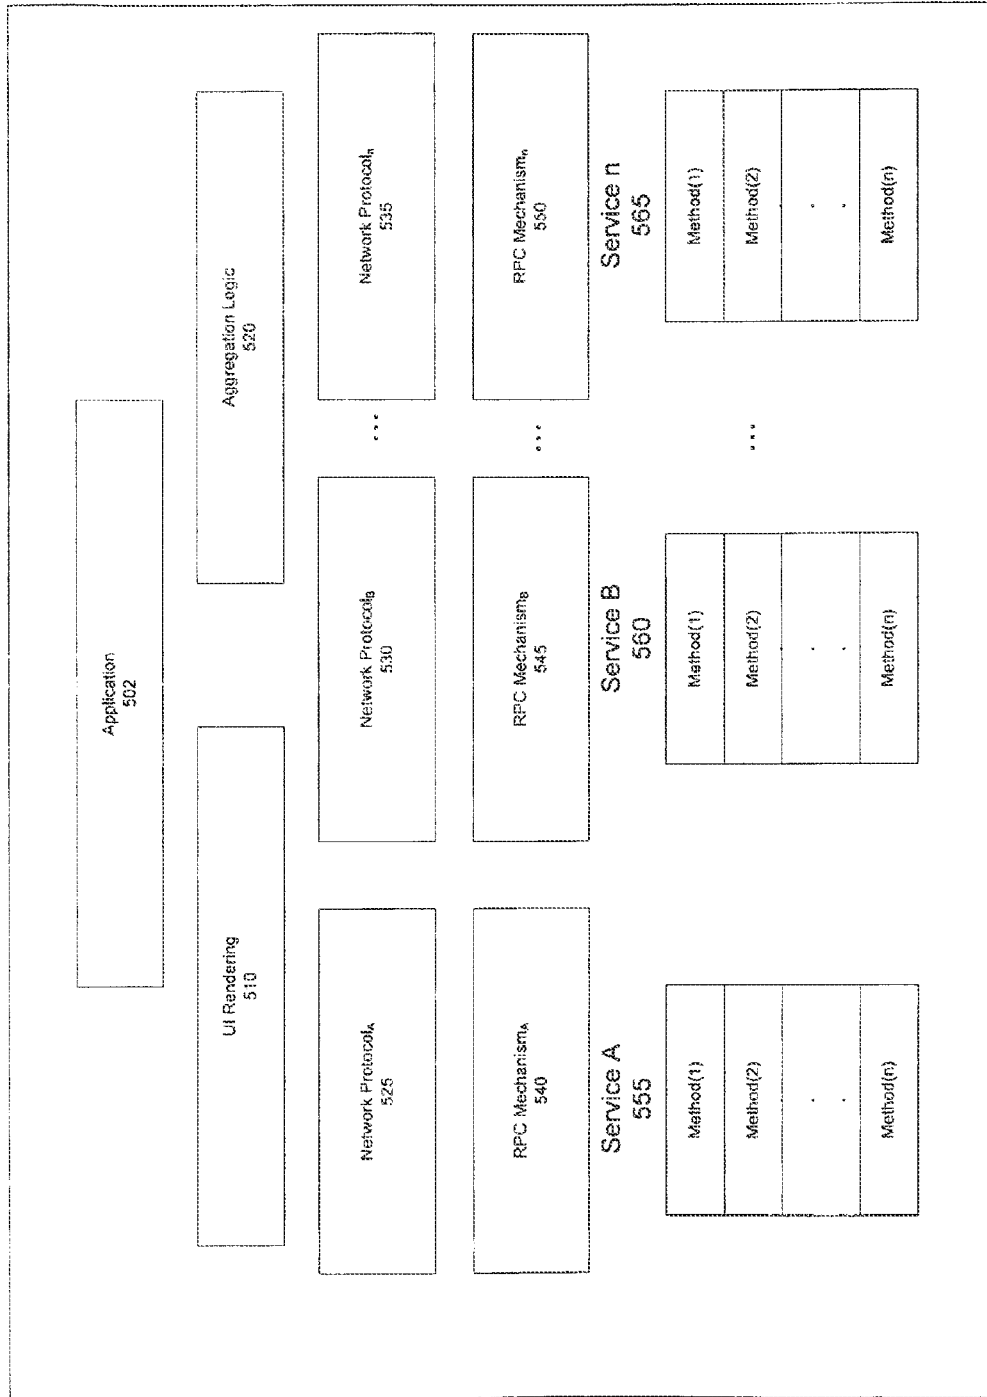 Application
502
UI Rendering
510
Aggregation Logic
520
Network ProtocolA
525
Network ProtocolB
530
...
Network Protocoln
535
RPC MechanismA
540
RPC MechanismB
545
...
RPC Mechanismn
550
Service A
555
Service B
560
Service n
565
Method(1)
Method(2)
.
.
Method(n)
Method(1)
Method(2)
.
.
Method(n)
...
Method(1)
Method(2)
.
.
Method(n)